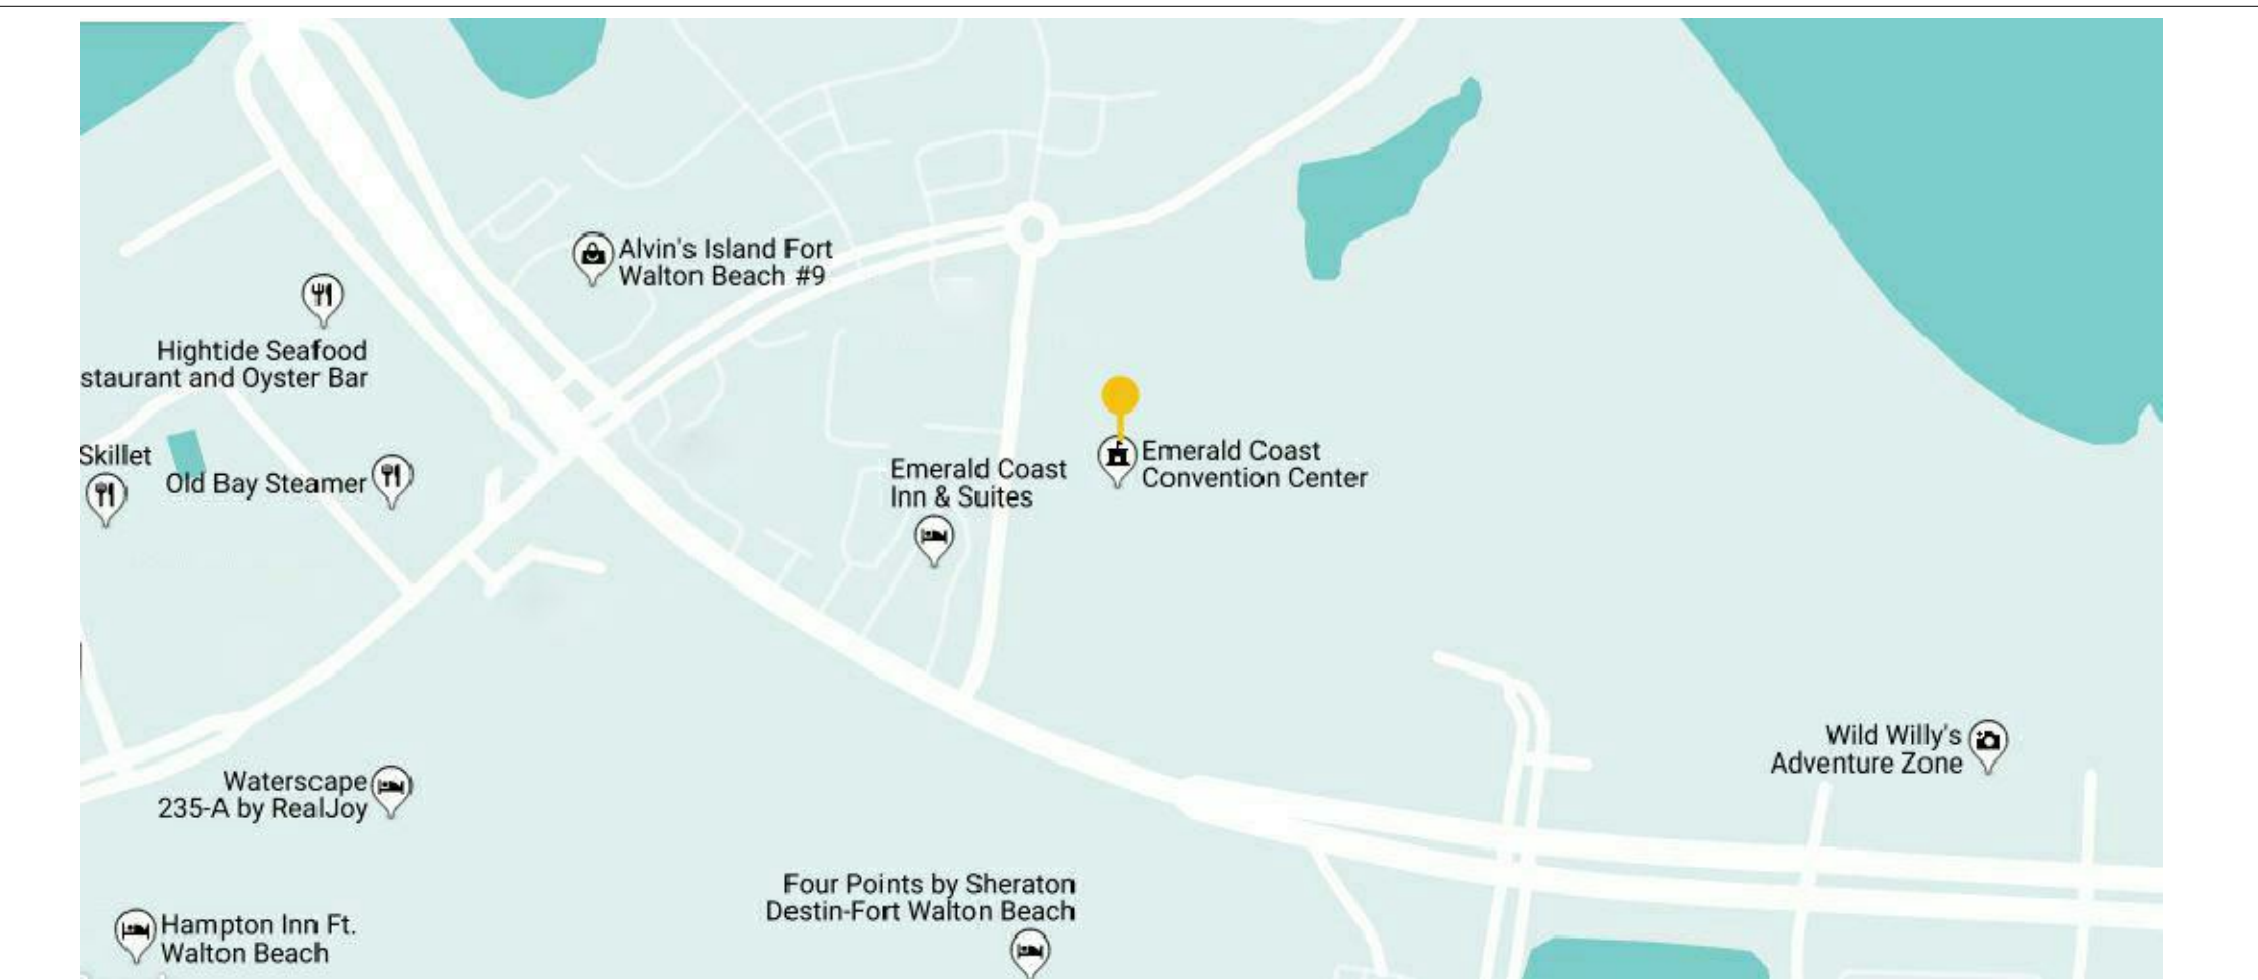 Alvin's Island Fort
Walton Beach #9
Hightide Seafood
staurant and Oyster Bar
Skillet
Old Bay Steamer
Emerald Coast
Inn & Suites
Emerald Coast
Convention Center
Wild Willy's
Adventure Zone
Waterscape
235-A by RealJoy
Four Points by Sheraton
Destin-Fort Walton Beach
Hampton Inn Ft.
Walton Beach